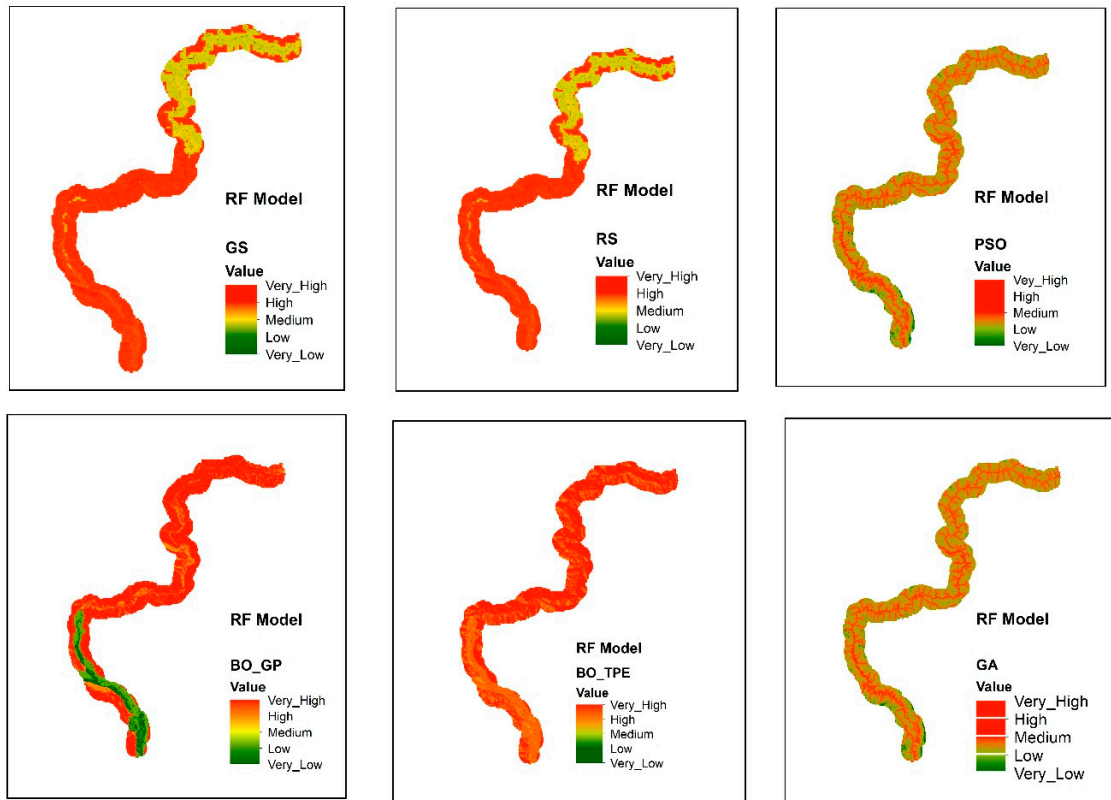 RF Model
GS
Value
Very_High
High
Medium
Low
Very_Low
RF Model
RS
Value
Very_High
High
Medium
Low
Very_Low
RF Model
PSO
Value
Vey_High
High
Medium
Low
Very_Low
RF Model
BO_GP
Value
Very_High
High
Medium
Low
Very_Low
RF Model
BO_TPE
Value
Very_High
High
Medium
Low
Very_Low
RF Model
GA
Value
Very_High
High
Medium
Low
Very_Low